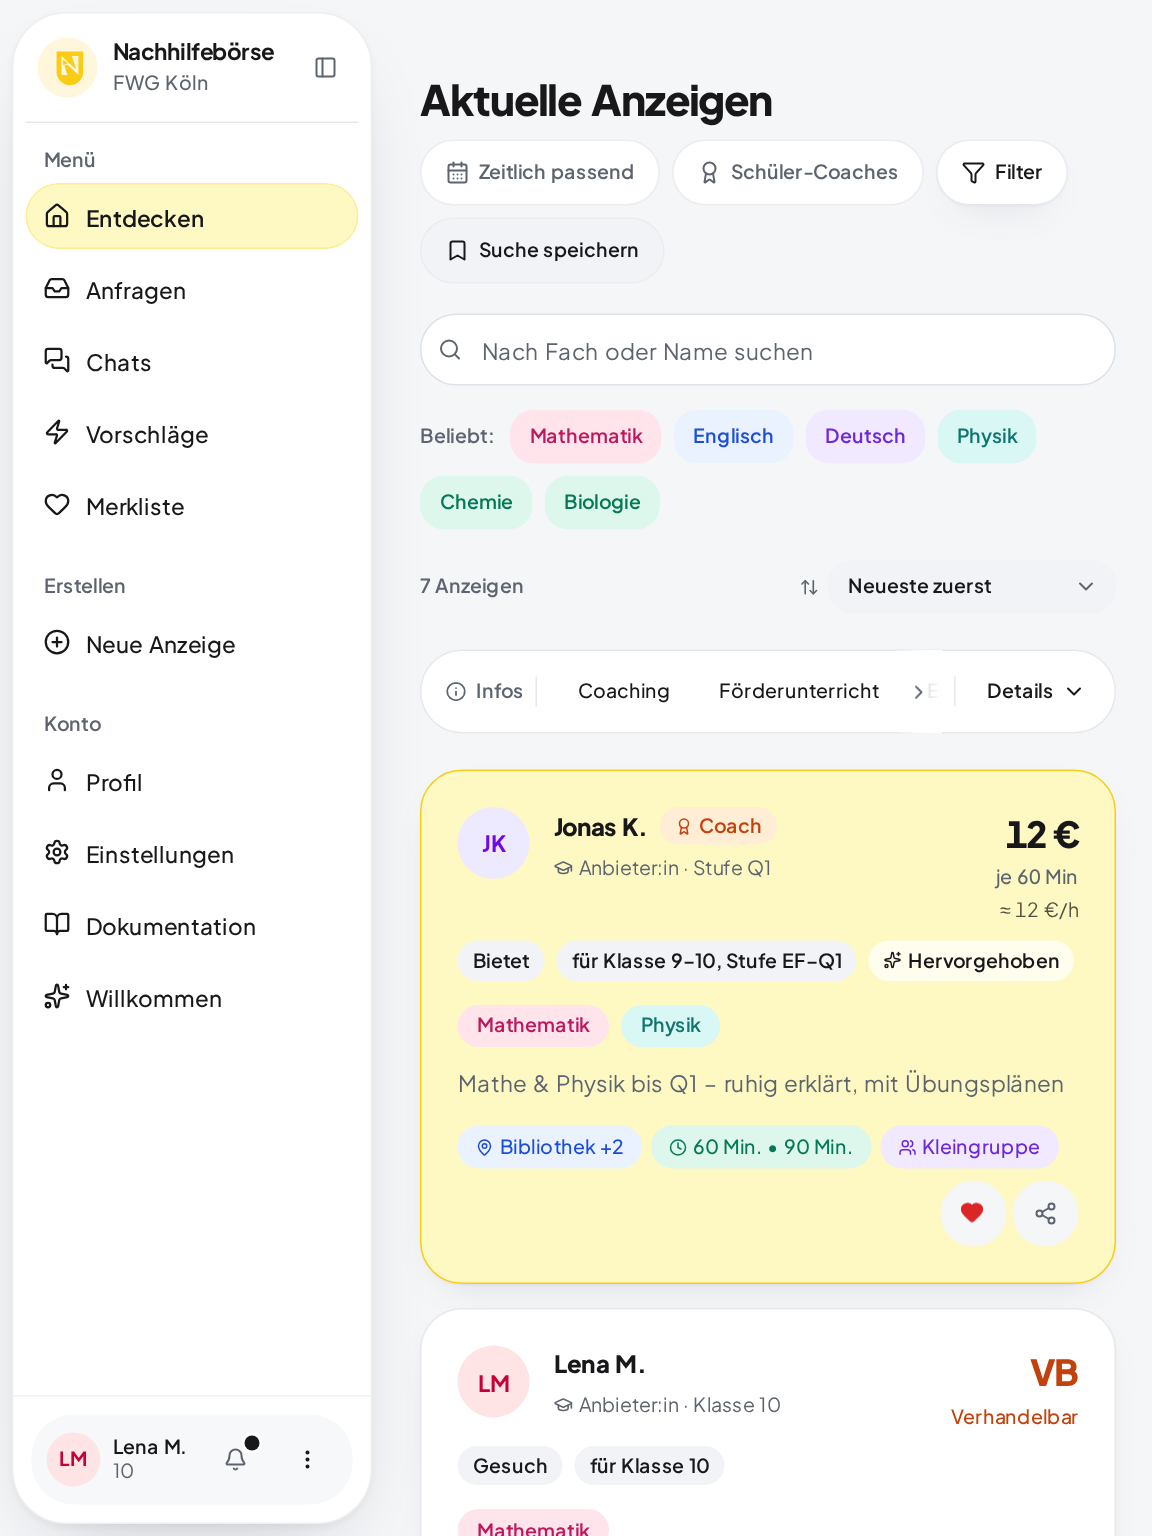 Nachhilfebörse
FWG Köln
Menü
Entdecken
Anfragen
Chats
Vorschläge
Merkliste
Erstellen
Neue Anzeige
Konto
Profil
Einstellungen
Dokumentation
Willkommen
LM
Lena M.
10
Aktuelle Anzeigen
Zeitlich passend
Schüler-Coaches
Filter
Suche speichern
Nach Fach oder Name suchen
Beliebt: Mathematik Englisch Deutsch Physik
Chemie Biologie
7 Anzeigen
Neueste zuerst
Infos Coaching Förderunterricht E Details
JK
Jonas K. Coach
Anbieter:in · Stufe Q1
12 €
je 60 Min
≈ 12 €/h
Bietet für Klasse 9–10, Stufe EF–Q1 Hervorgehoben
Mathematik Physik
Mathe & Physik bis Q1 – ruhig erklärt, mit Übungsplänen
Bibliothek +2 60 Min. • 90 Min. Kleingruppe
LM
Lena M.
Anbieter:in · Klasse 10
VB
Verhandelbar
Gesuch für Klasse 10
Mathematik